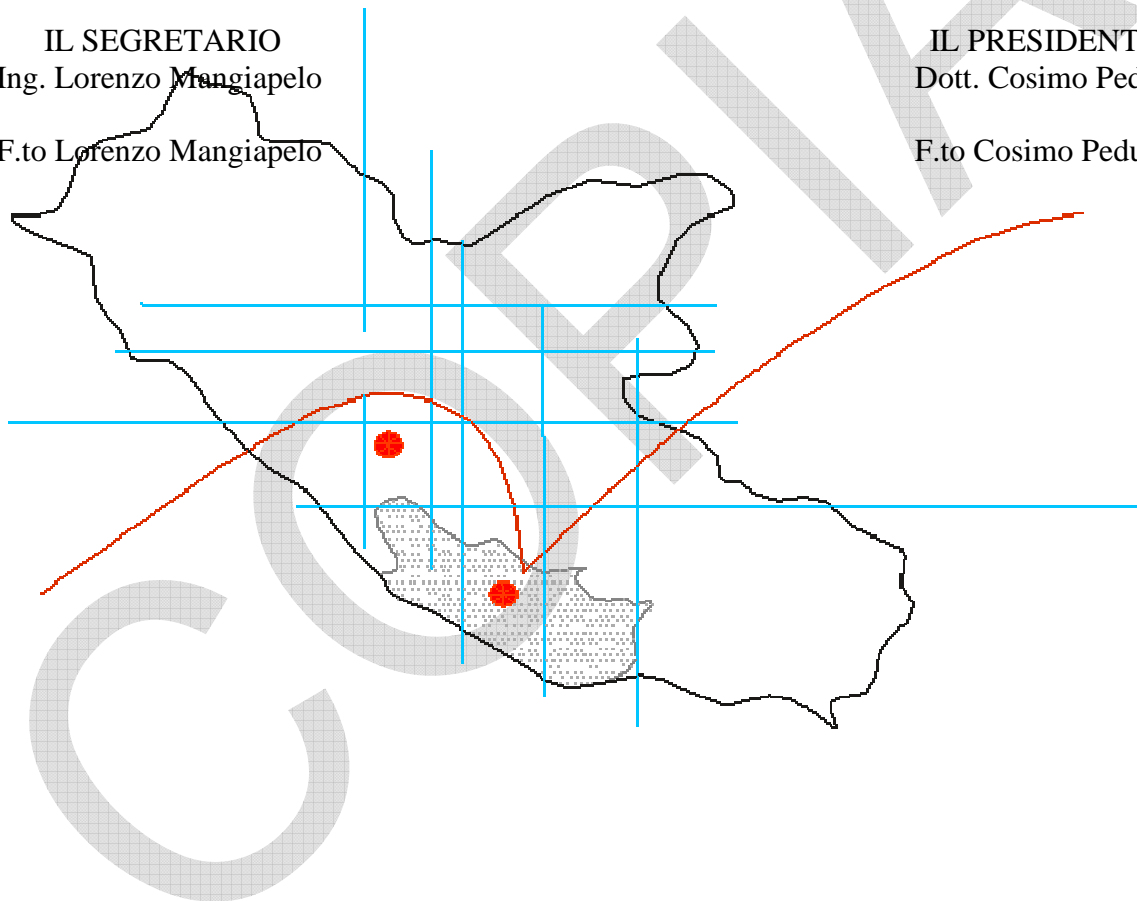 IL SEGRETARIO
Ing. Lorenzo Mangiapelo
F.to Lorenzo Mangiapelo
IL PRESIDENT
Dott. Cosimo Ped
F.to Cosimo Pedu
COPIA